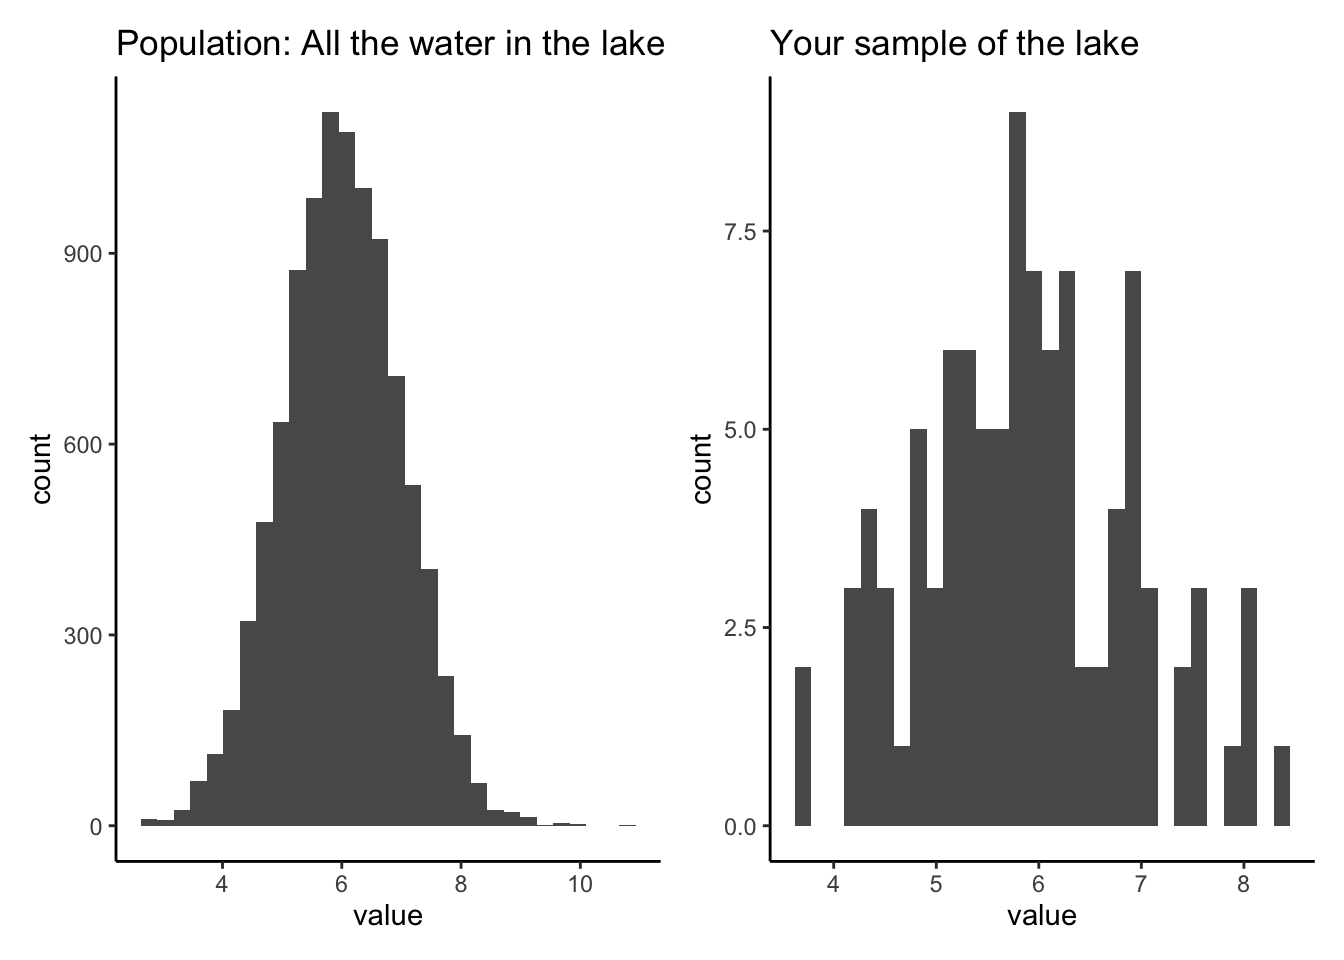 Population: All the water in the lake
count
900
600
300
0
4 6 8 10
value
Your sample of the lake
count
7.5
5.0
2.5
0.0
4 5 6 7 8
value